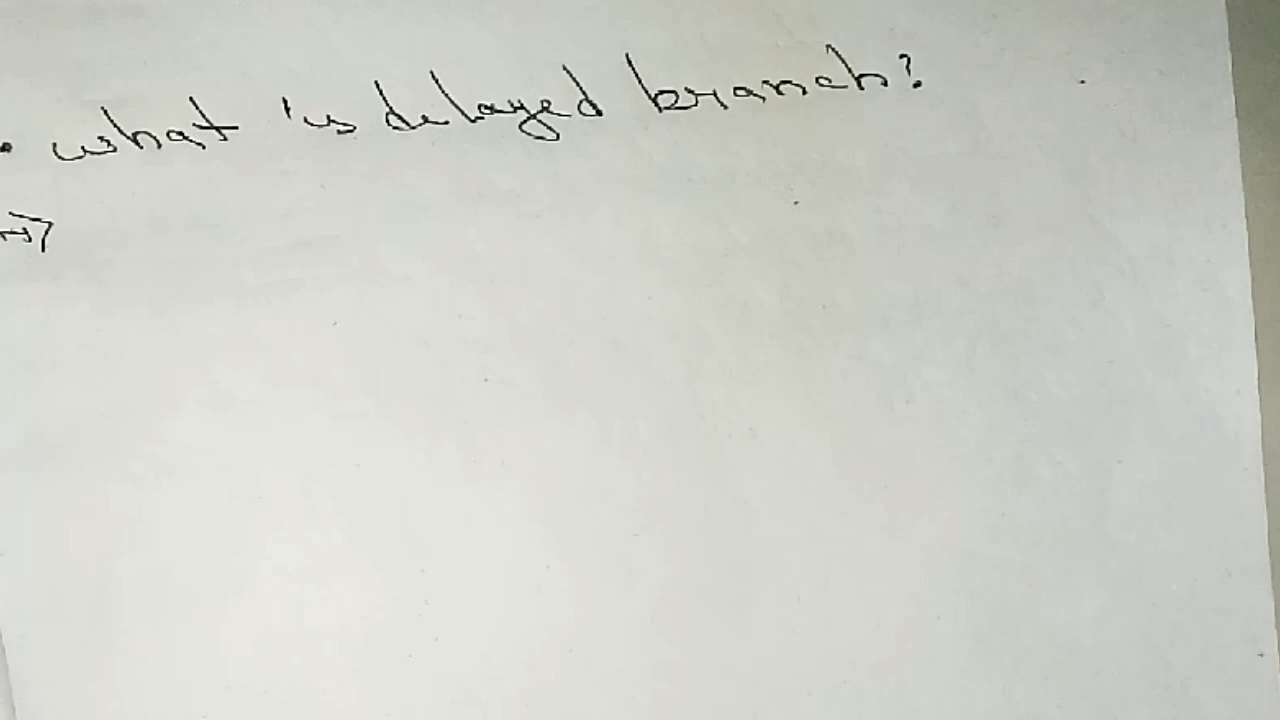 • what is delayed branch?